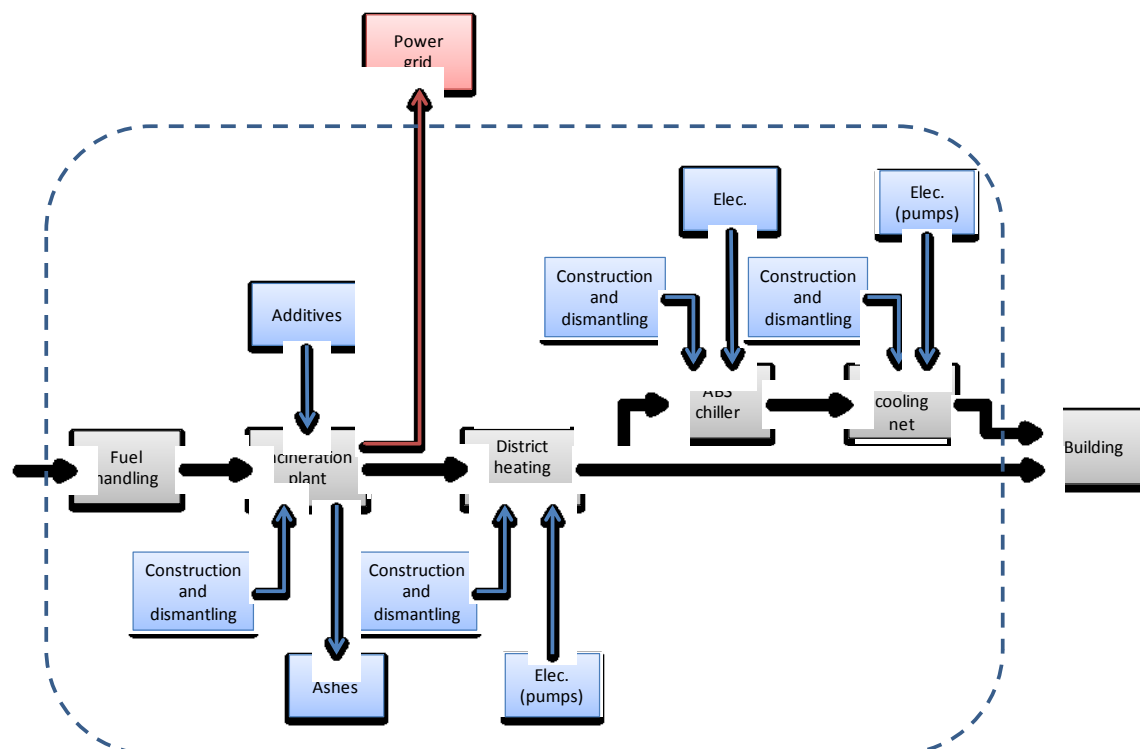 Power
grid
Elec.
Elec.
(pumps)
Construction
and
dismantling
Construction
and
dismantling
Additives
ABS
chiller
cooling
net
Fuel
handling
plant
District
heating
Building
Construction
and
dismantling
Construction
and
dismantling
Ashes
Elec.
(pumps)